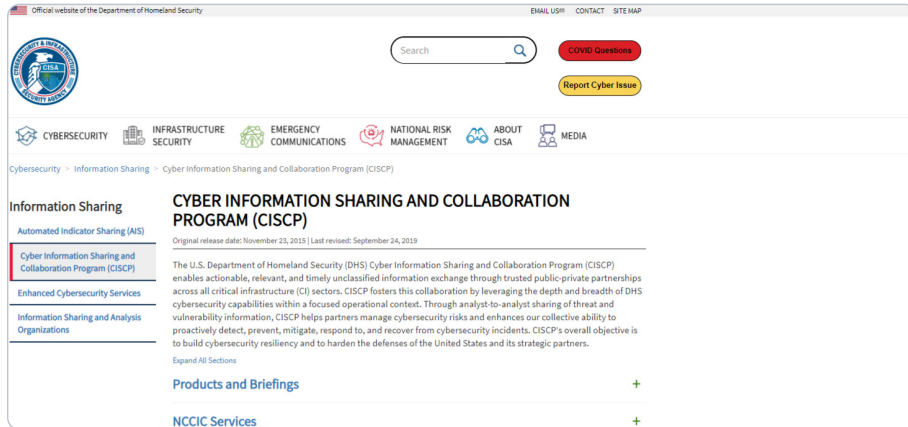 Official website of the Department of Homeland Security
EMAIL US CONTACT SITE MAP
CISA
Search
COVID Questions
Report Cyber Issue
CYBERSECURITY
INFRASTRUCTURE
SECURITY
EMERGENCY
COMMUNICATIONS
NATIONAL RISK
MANAGEMENT
ABOUT
CISA
MEDIA
Cybersecurity > Information Sharing > Cyber Information Sharing and Collaboration Program (CISCP)
Information Sharing
Automated Indicator Sharing (AIS)
Cyber Information Sharing and
Collaboration Program (CISCP)
Enhanced Cybersecurity Services
Information Sharing and Analysis
Organizations
CYBER INFORMATION SHARING AND COLLABORATION
PROGRAM (CISCP)
Original release date: November 23, 2015 | Last revised: September 24, 2019
The U.S. Department of Homeland Security (DHS) Cyber Information Sharing and Collaboration Program (CISCP)
enables actionable, relevant, and timely unclassified information exchange through trusted public-private partnerships
across all critical infrastructure (CI) sectors. CISCP fosters this collaboration by leveraging the depth and breadth of DHS
cybersecurity capabilities within a focused operational context. Through analyst-to-analyst sharing of threat and
vulnerability information, CISCP helps partners manage cybersecurity risks and enhances our collective ability to
proactively detect, prevent, mitigate, respond to, and recover from cybersecurity incidents. CISCP's overall objective is
to build cybersecurity resiliency and to harden the defenses of the United States and its strategic partners.
Expand All Sections
Products and Briefings +
NCCIC Services +